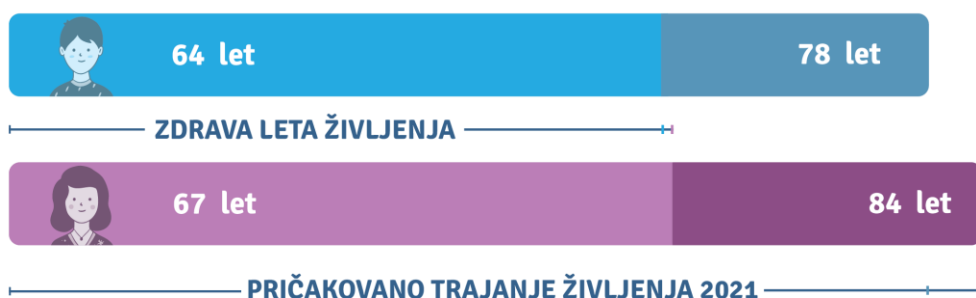 64 let 78 let
ZDRAVA LETA ŽIVLJENJA
67 let 84 let
PRIČAKOVANO TRAJANJE ŽIVLJENJA 2021